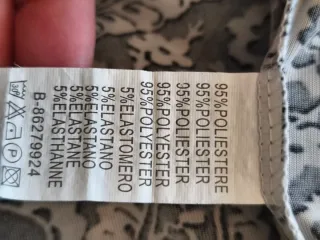 95%POLIESTERE
95%POLIESTER
95%POLIESTER
95%POLYESTER
95%POLYESTER
5%ELASTOMERO
5%ELASTANO
5%ELASTANO
5%ELASTANE
5%ELASTHANNE
B-86279924